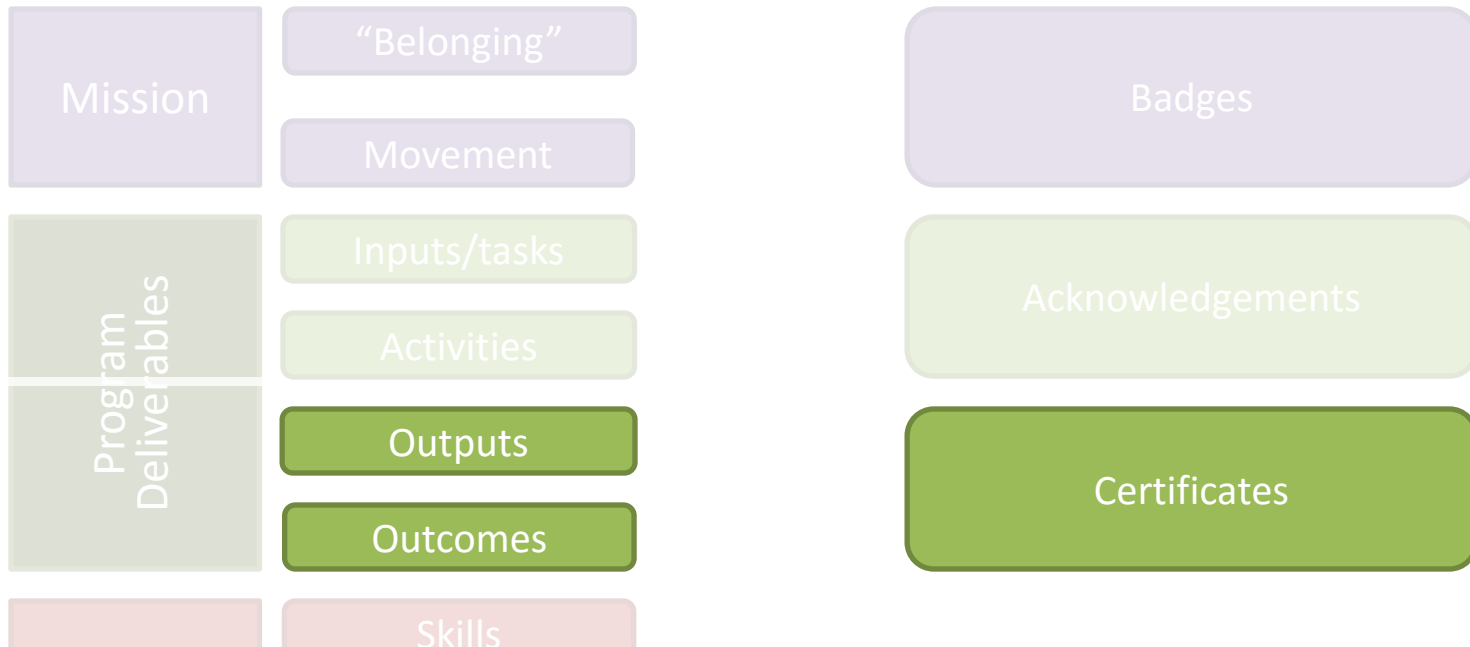 Mission
“Belonging”
Movement
Badges
Program
Deliverables
Inputs/tasks
Activities
Outputs
Outcomes
Acknowledgements
Certificates
Skills